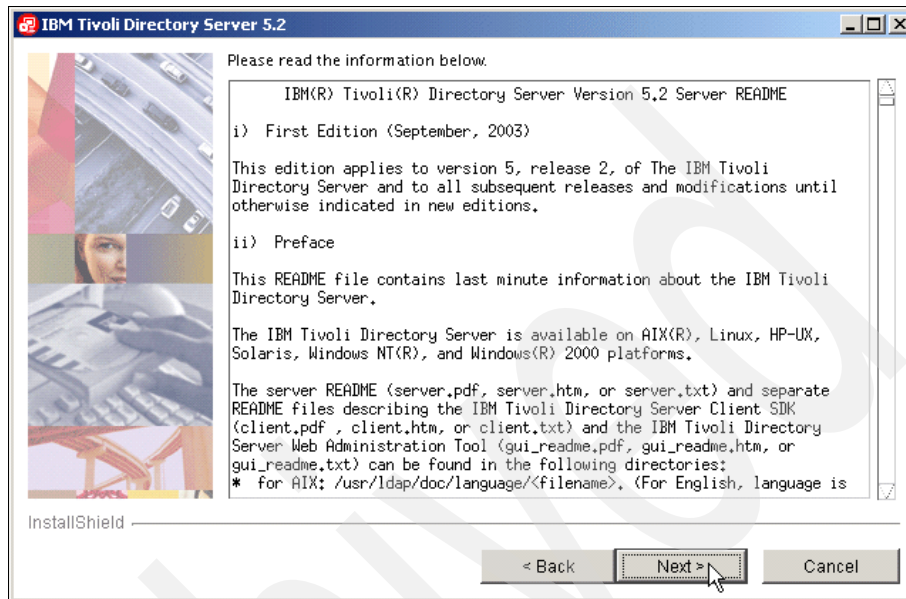 IBM Tivoli Directory Server 5.2
Please read the information below.
IBM(R) Tivoli(R) Directory Server Version 5.2 Server README
i) First Edition (September, 2003)
This edition applies to version 5, release 2, of The IBM Tivoli
Directory Server and to all subsequent releases and modifications until
otherwise indicated in new editions.
ii) Preface
This README file contains last minute information about the IBM Tivoli
Directory Server.
The IBM Tivoli Directory Server is available on AIX(R), Linux, HP-UX,
Solaris, Windows NT(R), and Windows(R) 2000 platforms.
The server README (server.pdf, server.htm, or server.txt) and separate
README files describing the IBM Tivoli Directory Server Client SDK
(client.pdf , client.htm, or client.txt) and the IBM Tivoli Directory
Server Web Administration Tool (gui_readme.pdf, gui_readme.htm, or
gui_readme.txt) can be found in the following directories:
* for AIX: /usr/ldap/doc/language/<filename>. (For English, language is
InstallShield
< Back Next > Cancel